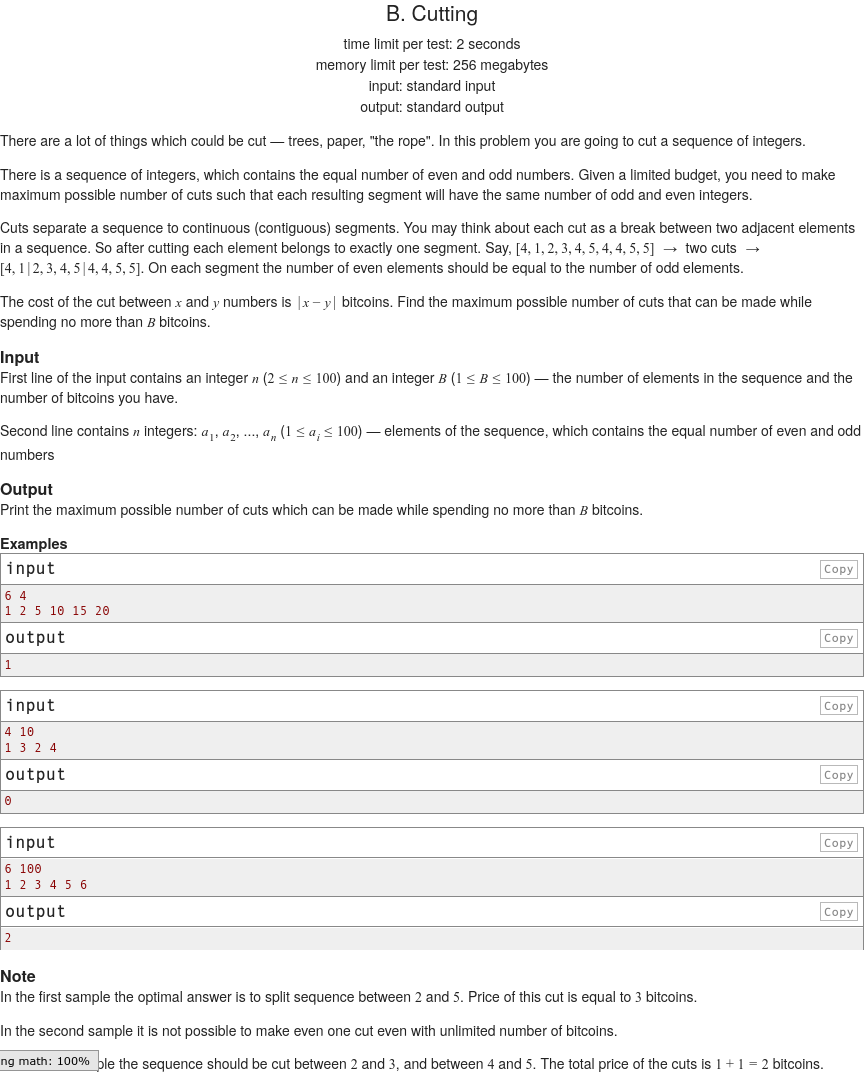 B. Cutting
time limit per test: 2 seconds
memory limit per test: 256 megabytes
input: standard input
output: standard output
There are a lot of things which could be cut — trees, paper, "the rope". In this problem you are going to cut a sequence of integers.
There is a sequence of integers, which contains the equal number of even and odd numbers. Given a limited budget, you need to make
maximum possible number of cuts such that each resulting segment will have the same number of odd and even integers.
Cuts separate a sequence to continuous (contiguous) segments. You may think about each cut as a break between two adjacent elements
in a sequence. So after cutting each element belongs to exactly one segment. Say, [4, 1, 2, 3, 4, 5, 4, 4, 5, 5] → two cuts →
[4, 1 | 2, 3, 4, 5 | 4, 4, 5, 5]. On each segment the number of even elements should be equal to the number of odd elements.
The cost of the cut between x and y numbers is |x − y| bitcoins. Find the maximum possible number of cuts that can be made while
spending no more than B bitcoins.
Input
First line of the input contains an integer n (2 ≤ n ≤ 100) and an integer B (1 ≤ B ≤ 100) — the number of elements in the sequence and the
number of bitcoins you have.
Second line contains n integers: a1, a2, ..., an (1 ≤ ai ≤ 100) — elements of the sequence, which contains the equal number of even and odd
numbers
Output
Print the maximum possible number of cuts which can be made while spending no more than B bitcoins.
Examples
input Copy
6 4
1 2 5 10 15 20
output Copy
1
input Copy
4 10
1 3 2 4
output Copy
0
input Copy
6 100
1 2 3 4 5 6
output Copy
2
Note
In the first sample the optimal answer is to split sequence between 2 and 5. Price of this cut is equal to 3 bitcoins.
In the second sample it is not possible to make even one cut even with unlimited number of bitcoins.
ng math: 100% ple the sequence should be cut between 2 and 3, and between 4 and 5. The total price of the cuts is 1 + 1 = 2 bitcoins.